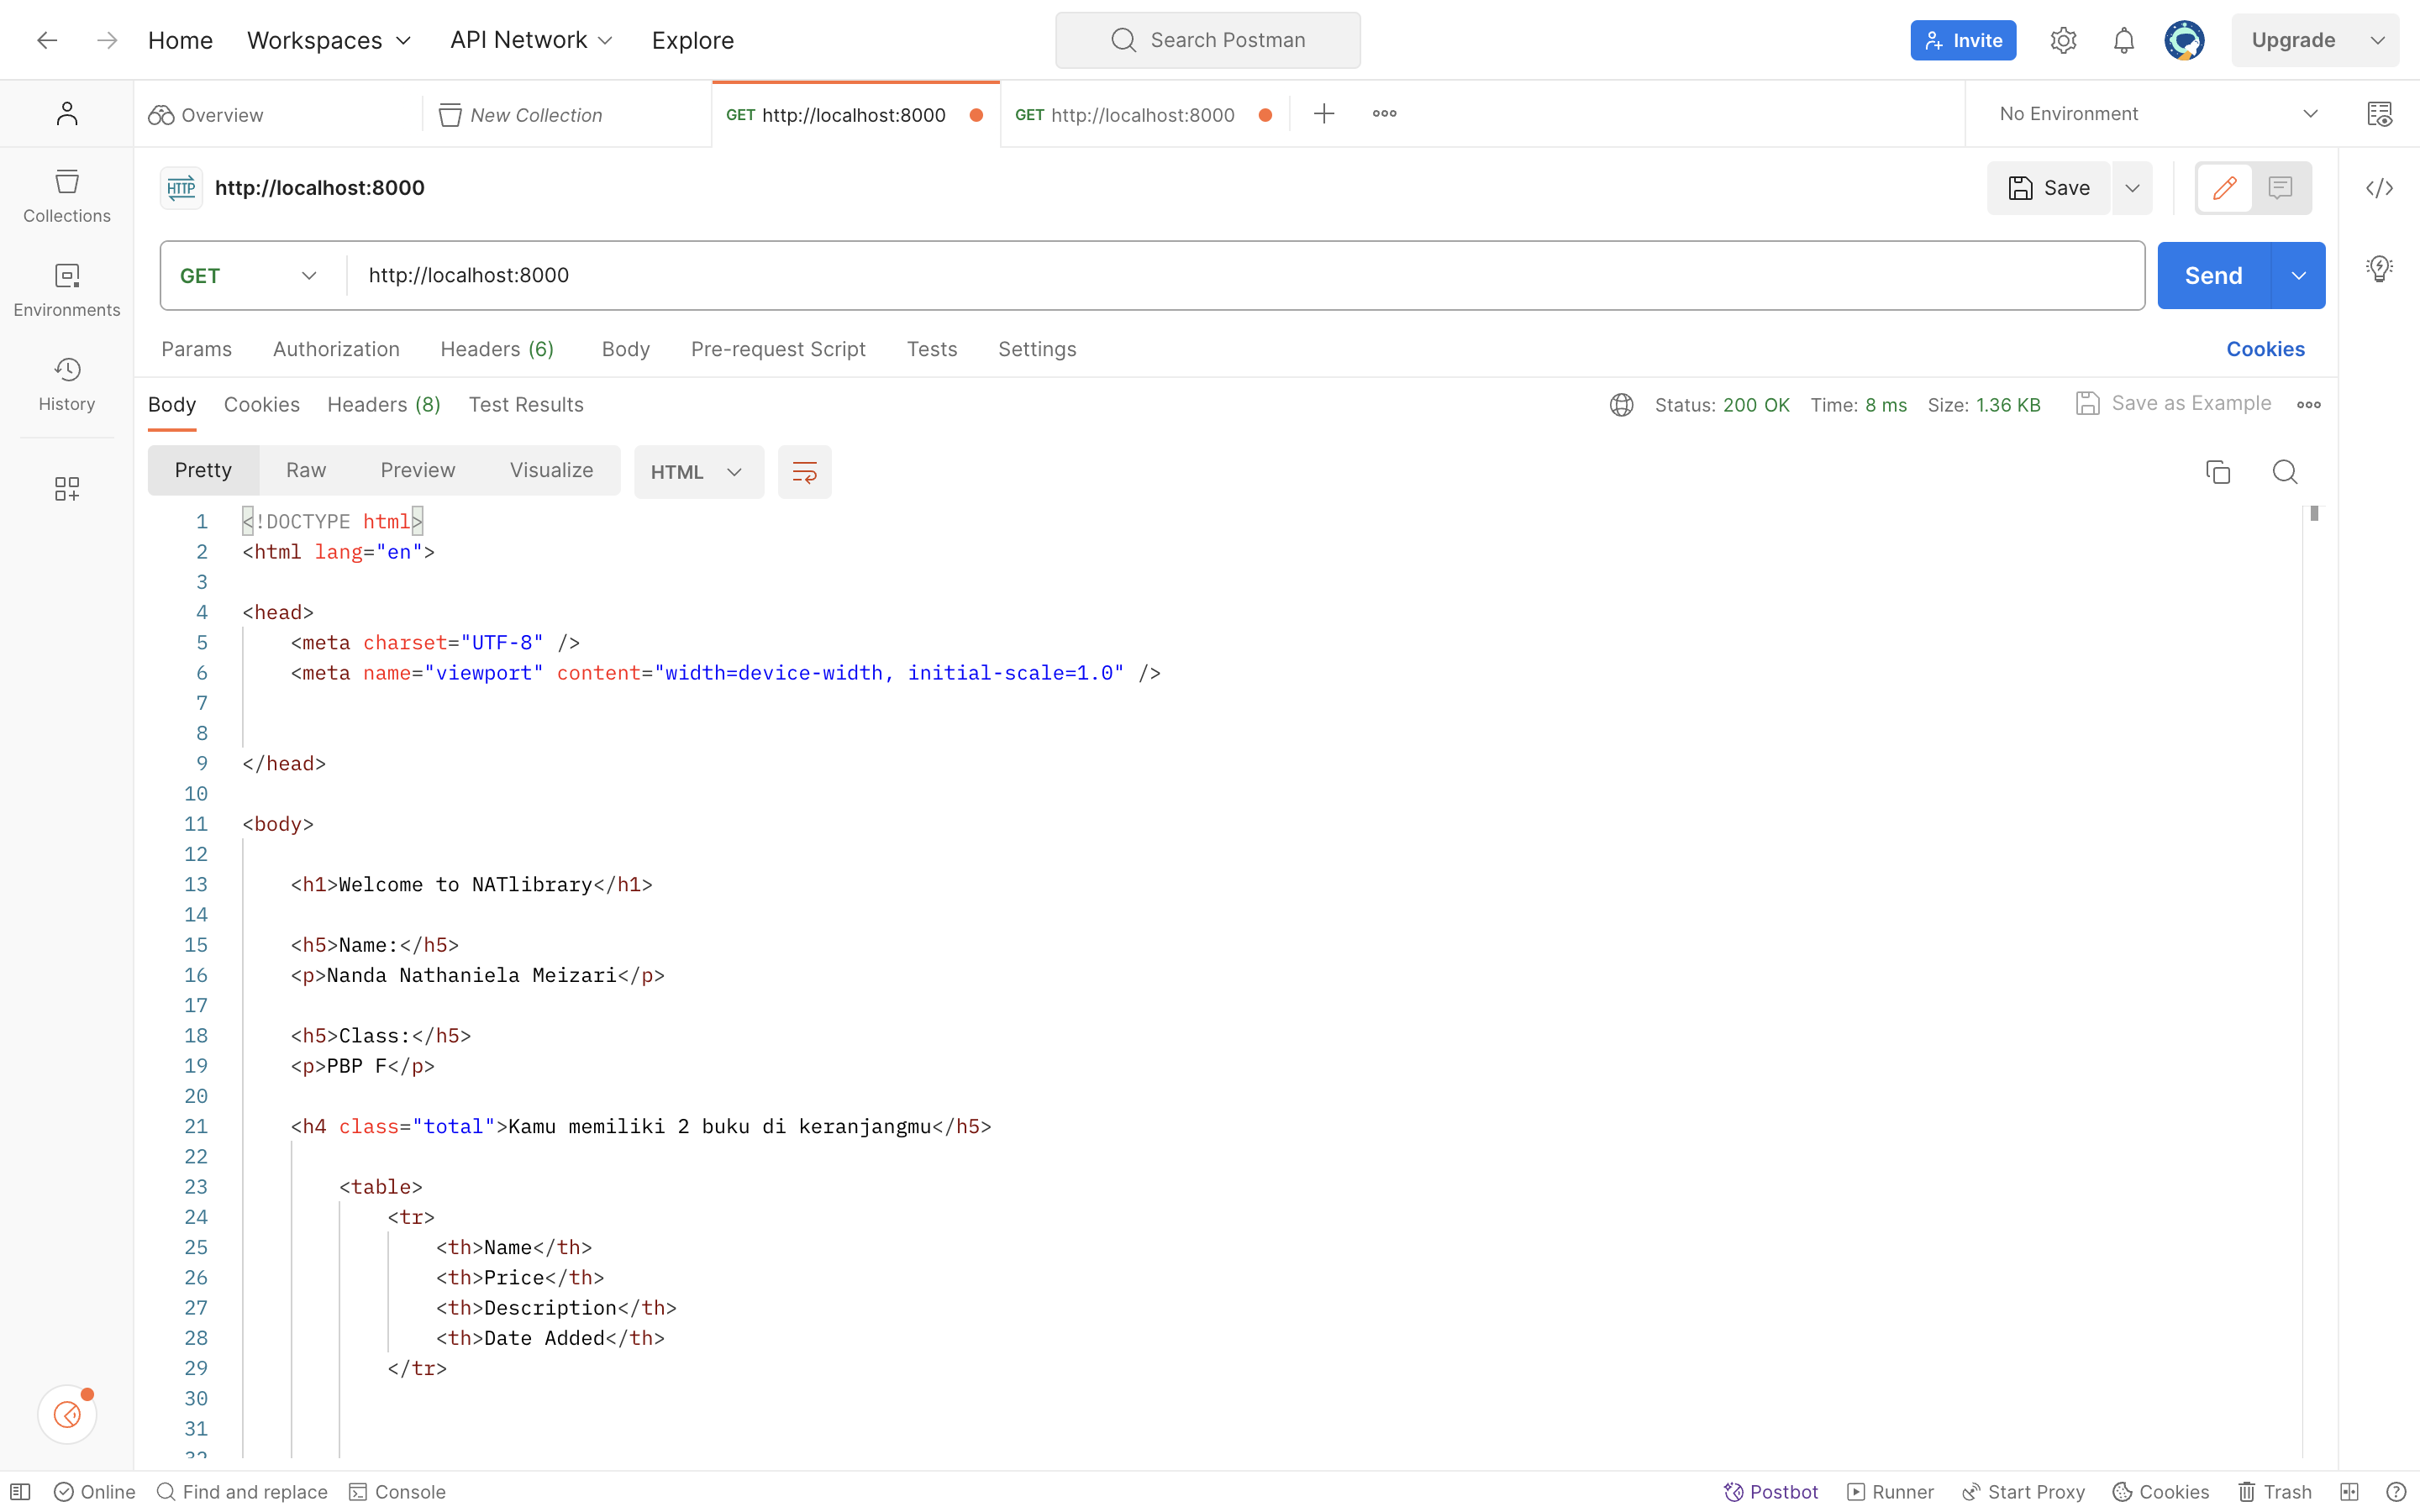 Home Workspaces API Network Explore Search Postman Invite Upgrade
Overview New Collection GET http://localhost:8000 GET http://localhost:8000 No Environment
HTTP http://localhost:8000 Save
Collections
GET http://localhost:8000 Send
Environments
Params Authorization Headers (6) Body Pre-request Script Tests Settings Cookies
History
Body Cookies Headers (8) Test Results Status: 200 OK Time: 8 ms Size: 1.36 KB Save as Example
Pretty Raw Preview Visualize HTML
1 <!DOCTYPE html>
2 <html lang="en">
3
4 <head>
5 <meta charset="UTF-8" />
6 <meta name="viewport" content="width=device-width, initial-scale=1.0" />
7
8
9 </head>
10
11 <body>
12
13 <h1>Welcome to NATlibrary</h1>
14
15 <h5>Name:</h5>
16 <p>Nanda Nathaniela Meizari</p>
17
18 <h5>Class:</h5>
19 <p>PBP F</p>
20
21 <h4 class="total">Kamu memiliki 2 buku di keranjangmu</h5>
22
23 <table>
24 <tr>
25 <th>Name</th>
26 <th>Price</th>
27 <th>Description</th>
28 <th>Date Added</th>
29 </tr>
30
31
Online Find and replace Console Postbot Runner Start Proxy Cookies Trash